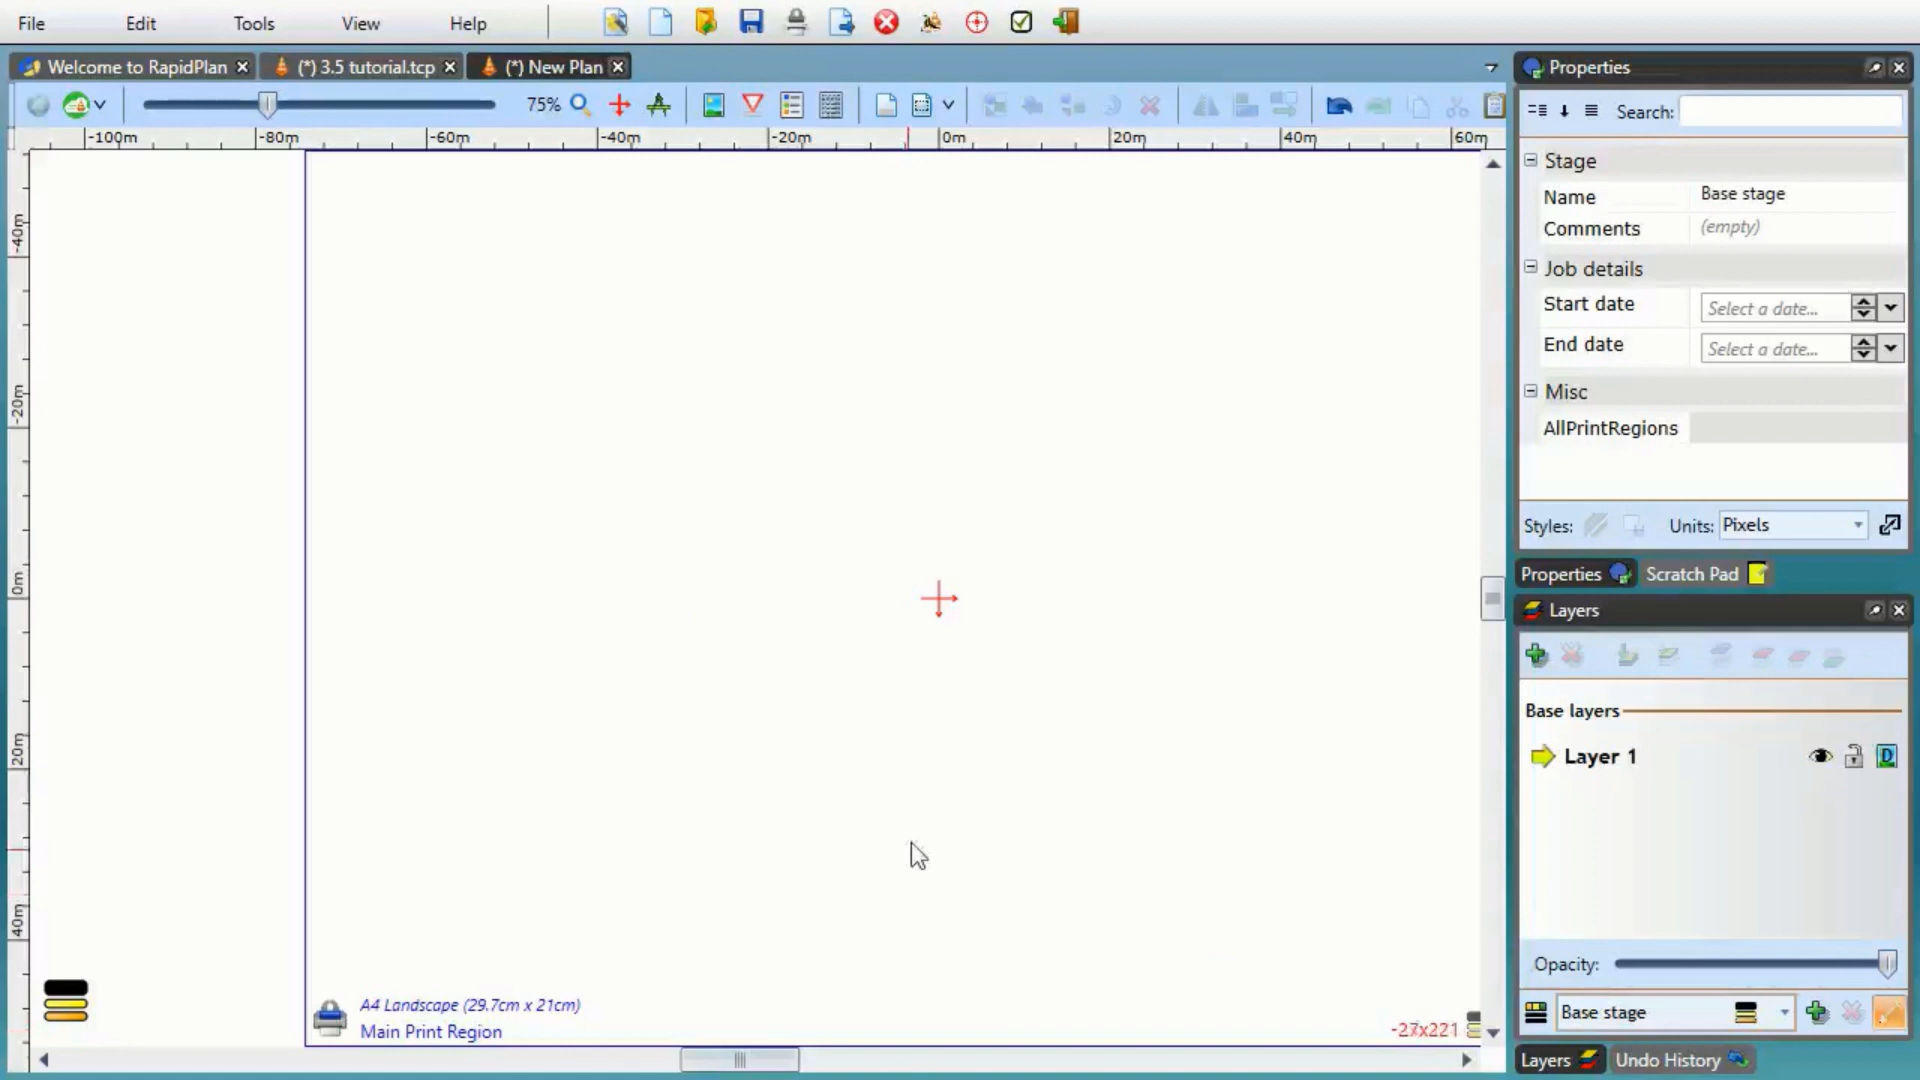 File Edit Tools View Help
Welcome to RapidPlan (*) 3.5 tutorial.tcp (*) New Plan
75%
-100m -80m -60m -40m -20m 0m 20m 40m 60m
-40m
-20m
0m
20m
40m
A4 Landscape (29.7cm x 21cm)
Main Print Region
-27x221
Properties
Search:
Stage
Name Base stage
Comments (empty)
Job details
Start date Select a date...
End date Select a date...
Misc
AllPrintRegions
Styles: Units: Pixels
Properties Scratch Pad
Layers
Base layers
Layer 1 D
Opacity:
Base stage
Layers Undo History